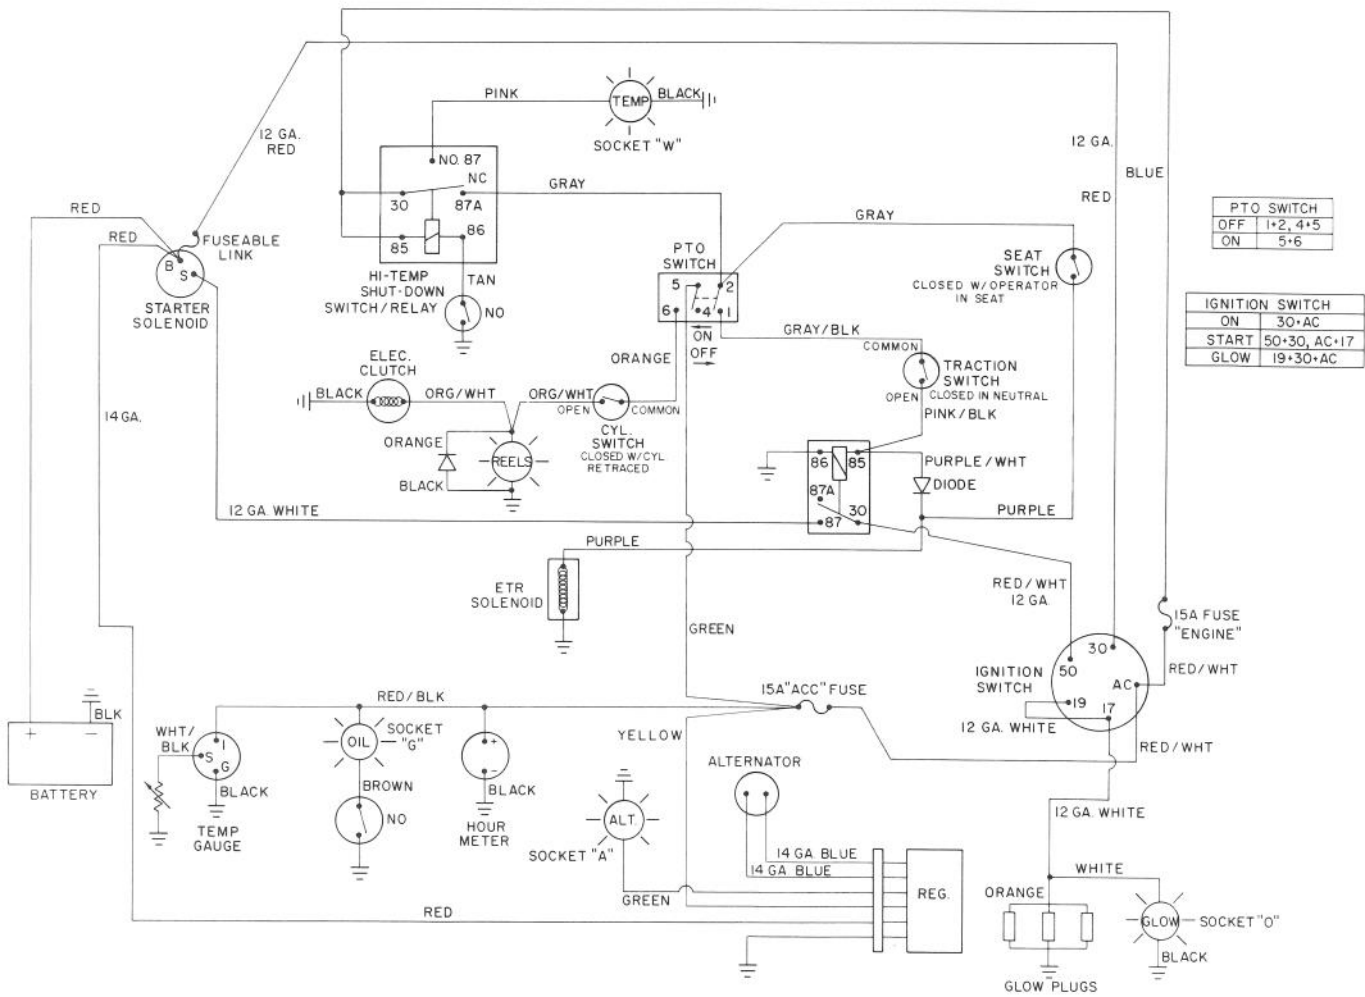 PINK
TEMP
BLACK
SOCKET "W"
12 GA.
RED
12 GA.
RED
BLUE
NO. 87
NC
30
87A
85
86
GRAY
TAN
NO
HI-TEMP
SHUT-DOWN
SWITCH/RELAY
RED
RED
FUSEABLE
LINK
B
S
STARTER
SOLENOID
14 GA.
PTO
SWITCH
5
2
6
4
1
ON
OFF
GRAY
SEAT
SWITCH
CLOSED W/OPERATOR
IN SEAT
PTO SWITCH
OFF 1+2, 4+5
ON 5+6
IGNITION SWITCH
ON 30+AC
START 50+30, AC+17
GLOW 19+30+AC
GRAY/BLK
COMMON
TRACTION
SWITCH
CLOSED IN NEUTRAL
OPEN
PINK/BLK
ORANGE
ELEC.
CLUTCH
BLACK
ORG/WHT
ORG/WHT
OPEN
COMMON
CYL.
SWITCH
CLOSED W/CYL
RETRACED
ORANGE
REELS
BLACK
86
85
87A
30
87
PURPLE/WHT
DIODE
PURPLE
12 GA. WHITE
PURPLE
ETR
SOLENOID
GREEN
RED/WHT
12 GA.
15A FUSE
"ENGINE"
RED/WHT
IGNITION
SWITCH
50
30
AC
19
17
12 GA. WHITE
RED/WHT
12 GA. WHITE
BLK
+
−
BATTERY
RED/BLK
15A "ACC" FUSE
WHT/
BLK
S
I
G
BLACK
TEMP
GAUGE
OIL
SOCKET
"G"
BROWN
NO
+
−
BLACK
HOUR
METER
YELLOW
ALTERNATOR
ALT.
SOCKET "A"
14 GA. BLUE
14 GA. BLUE
GREEN
REG.
RED
WHITE
ORANGE
GLOW
SOCKET "O"
BLACK
GLOW PLUGS